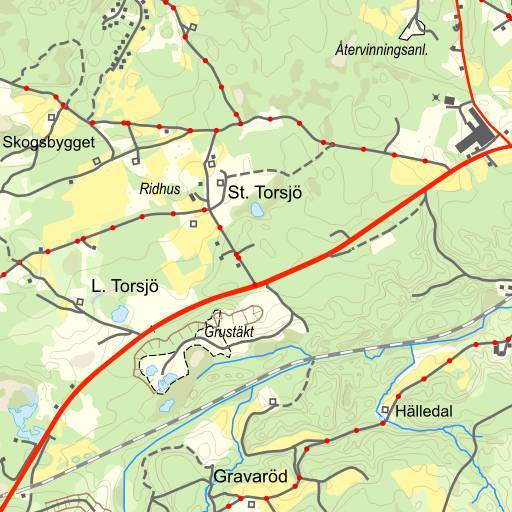 Återvinningsanl.
Skogsbygget
Ridhus
St. Torsjö
L. Torsjö
Grustäkt
Hälledal
Gravaröd